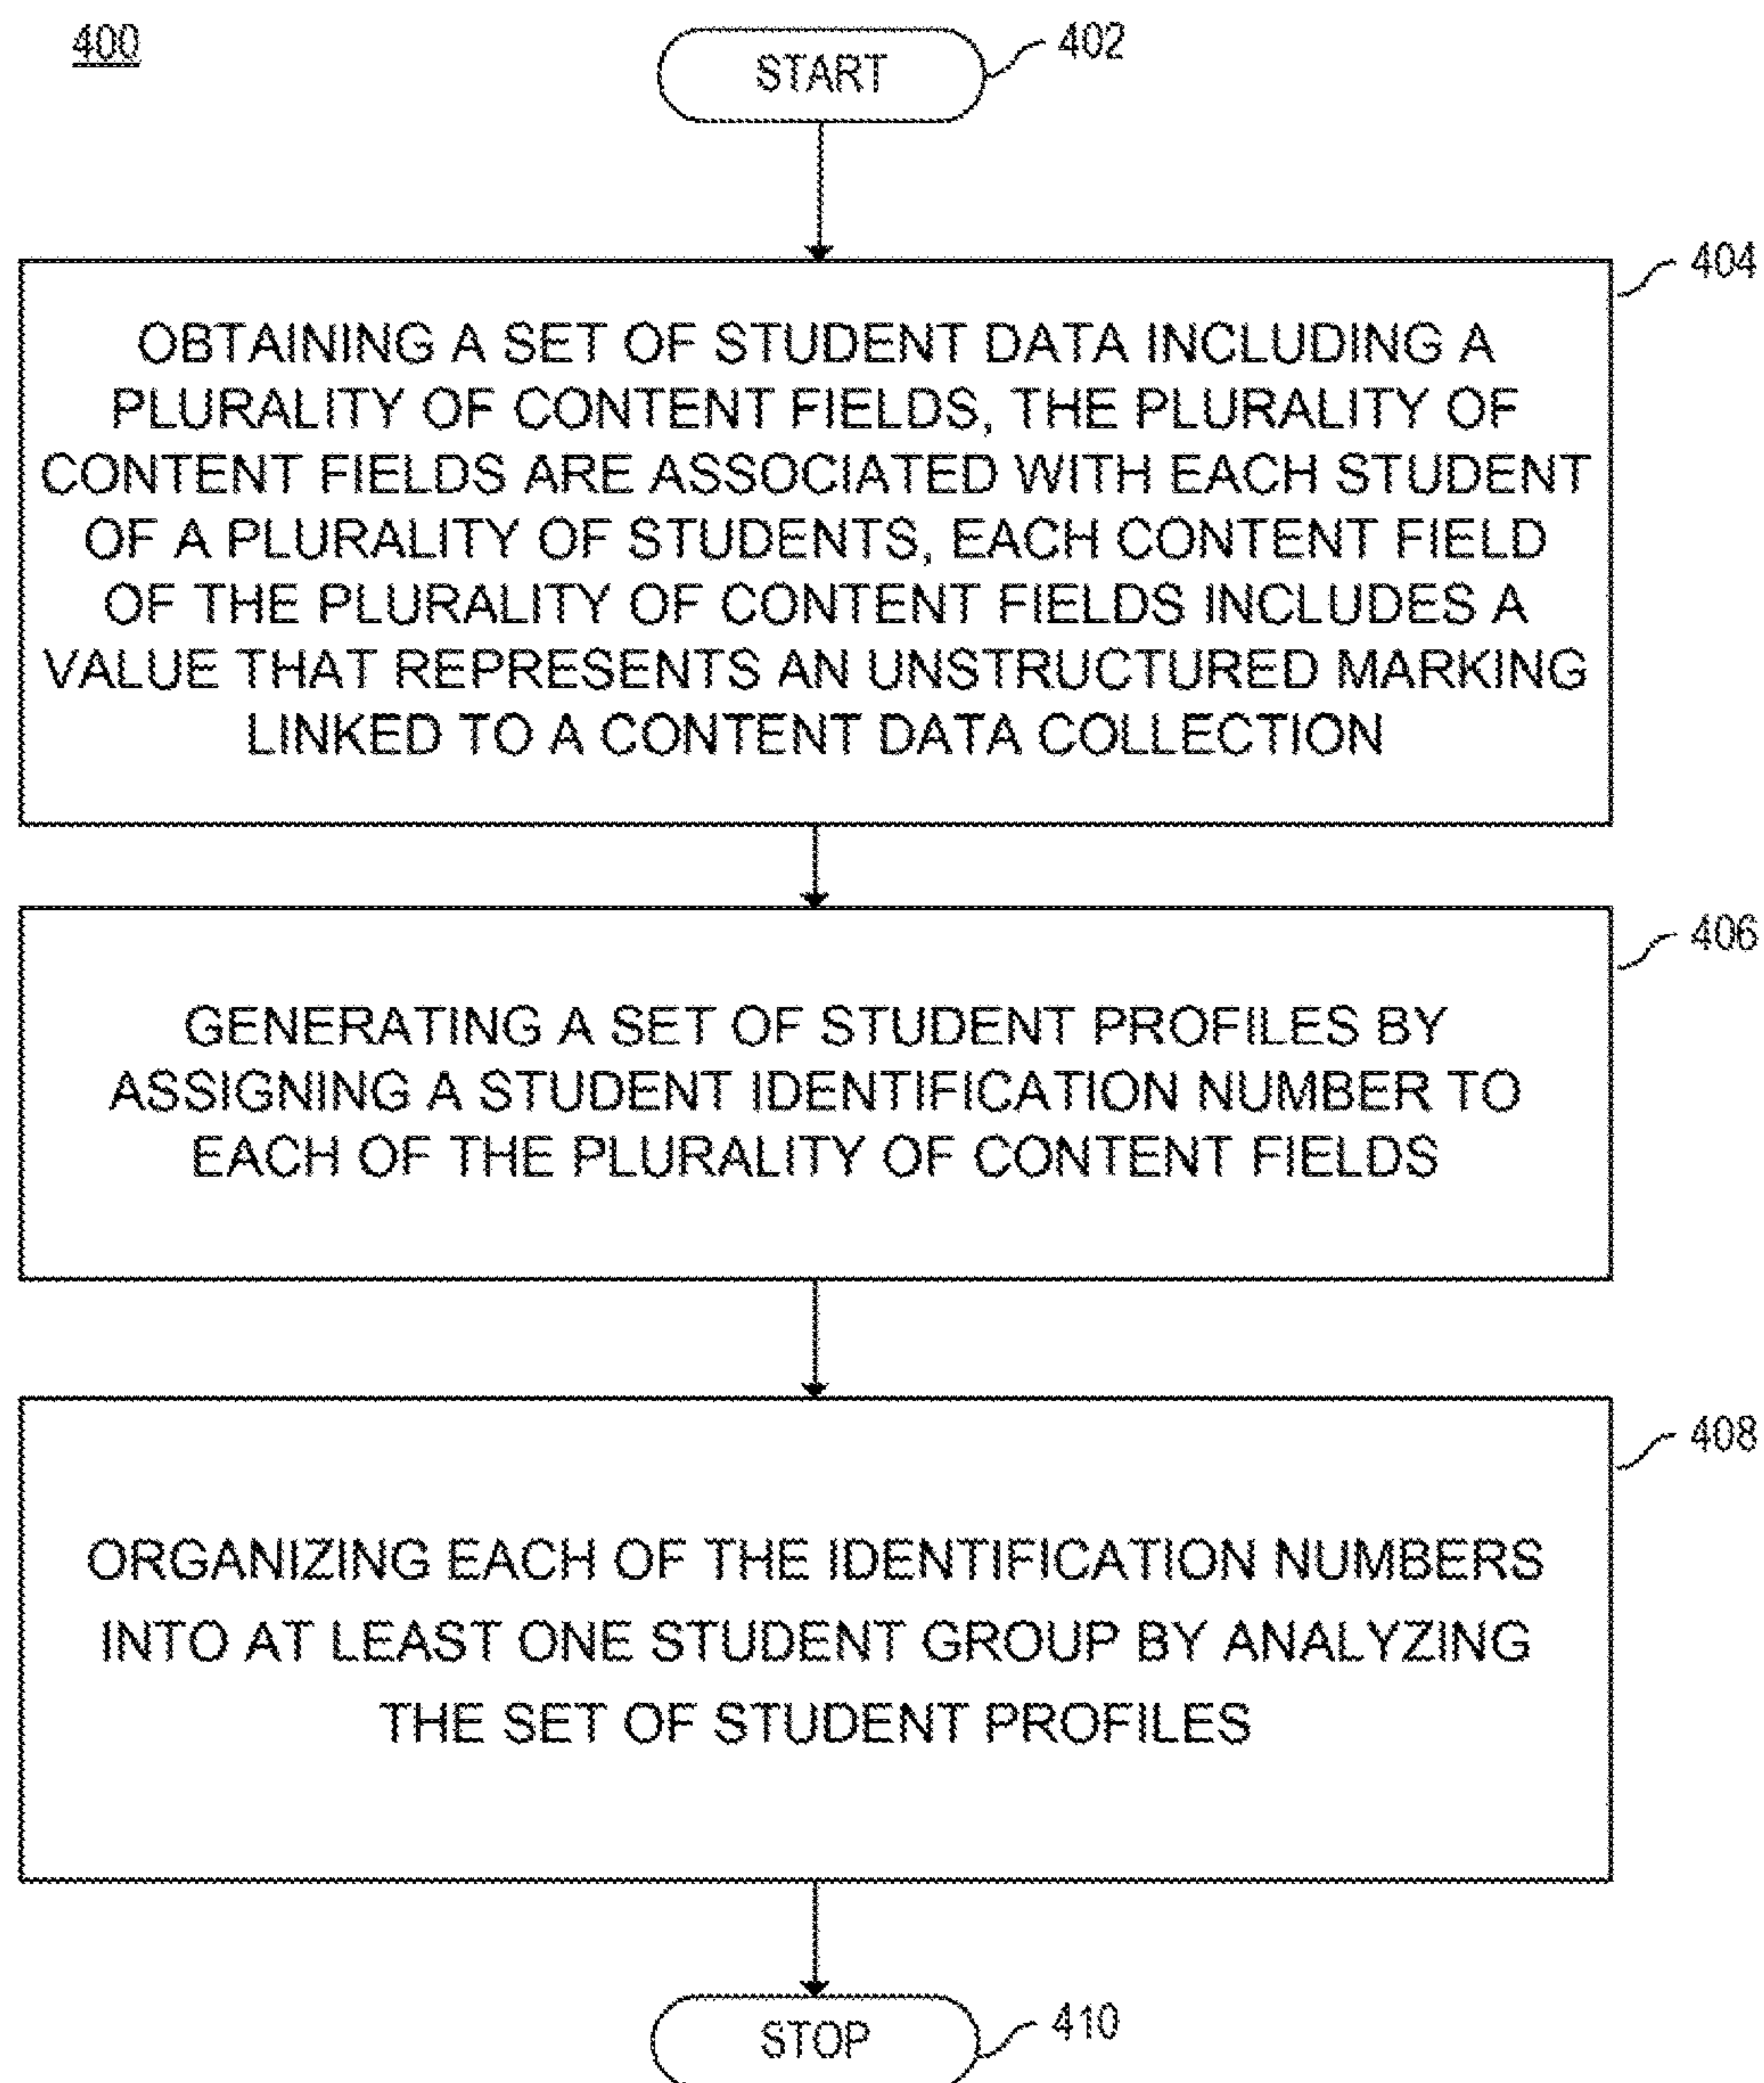 400
START
402
404
OBTAINING A SET OF STUDENT DATA INCLUDING A
PLURALITY OF CONTENT FIELDS, THE PLURALITY OF
CONTENT FIELDS ARE ASSOCIATED WITH EACH STUDENT
OF A PLURALITY OF STUDENTS, EACH CONTENT FIELD
OF THE PLURALITY OF CONTENT FIELDS INCLUDES A
VALUE THAT REPRESENTS AN UNSTRUCTURED MARKING
LINKED TO A CONTENT DATA COLLECTION
406
GENERATING A SET OF STUDENT PROFILES BY
ASSIGNING A STUDENT IDENTIFICATION NUMBER TO
EACH OF THE PLURALITY OF CONTENT FIELDS
408
ORGANIZING EACH OF THE IDENTIFICATION NUMBERS
INTO AT LEAST ONE STUDENT GROUP BY ANALYZING
THE SET OF STUDENT PROFILES
STOP
410